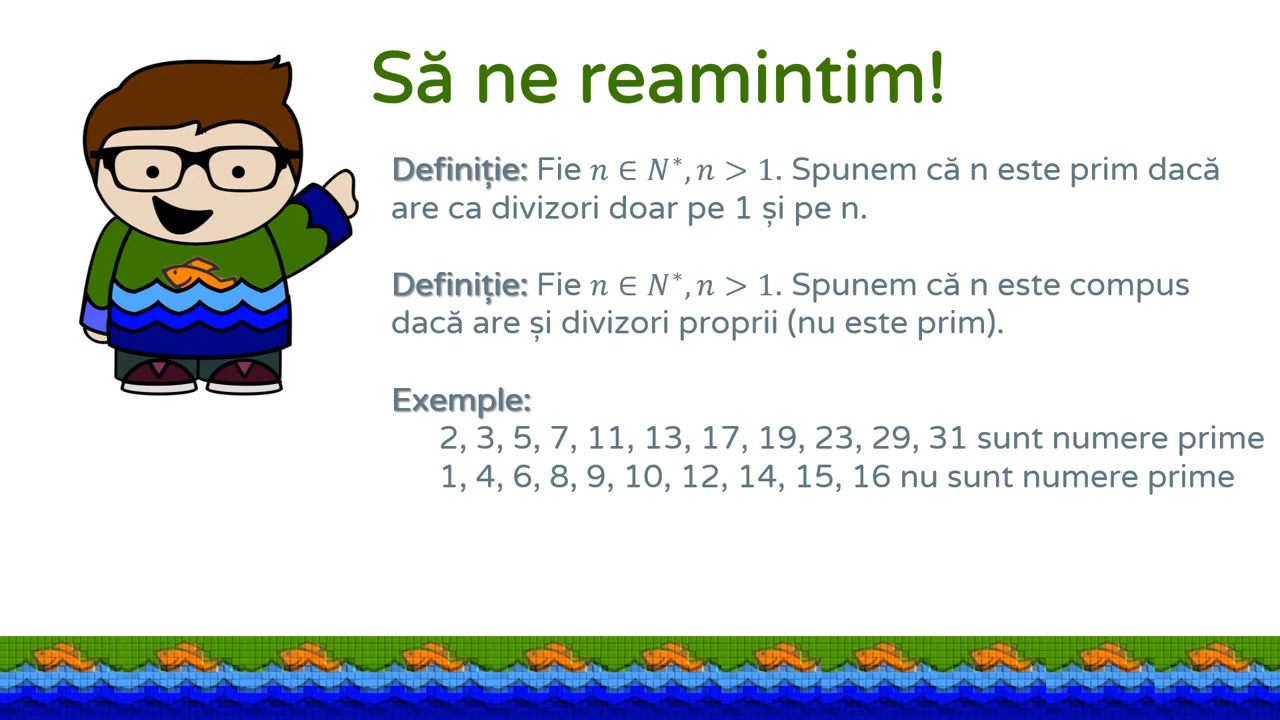 Să ne reamintim!
Definiție: Fie n ∈ N*, n > 1. Spunem că n este prim dacă
are ca divizori doar pe 1 și pe n.
Definiție: Fie n ∈ N*, n > 1. Spunem că n este compus
dacă are și divizori proprii (nu este prim).
Exemple:
2, 3, 5, 7, 11, 13, 17, 19, 23, 29, 31 sunt numere prime
1, 4, 6, 8, 9, 10, 12, 14, 15, 16 nu sunt numere prime